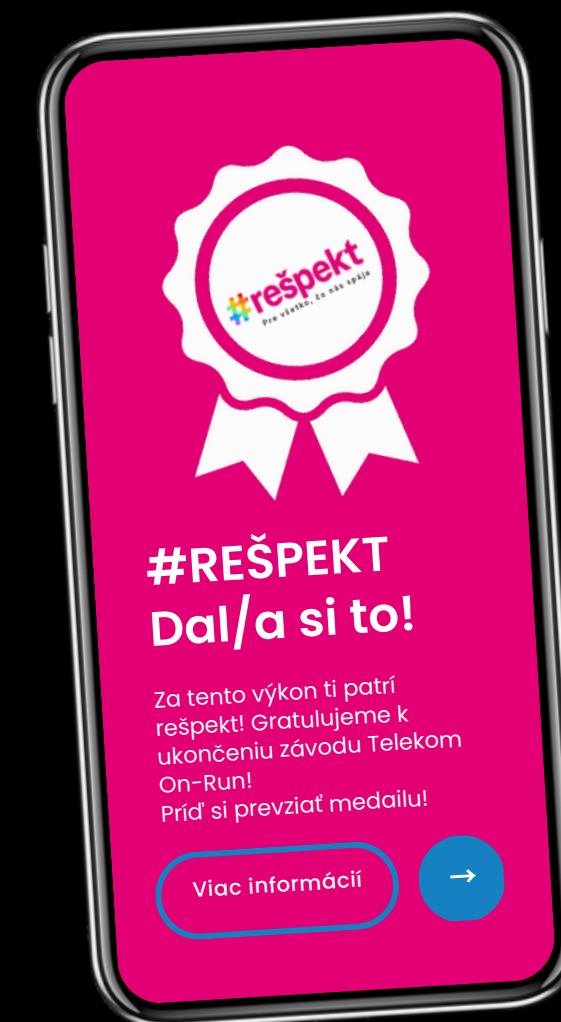 #rešpekt
Pre všetko, čo nás spája
#REŠPEKT
Dal/a si to!
Za tento výkon ti patrí
rešpekt! Gratulujeme k
ukončeniu závodu Telekom
On-Run!
Príď si prevziať medailu!
Viac informácií
→